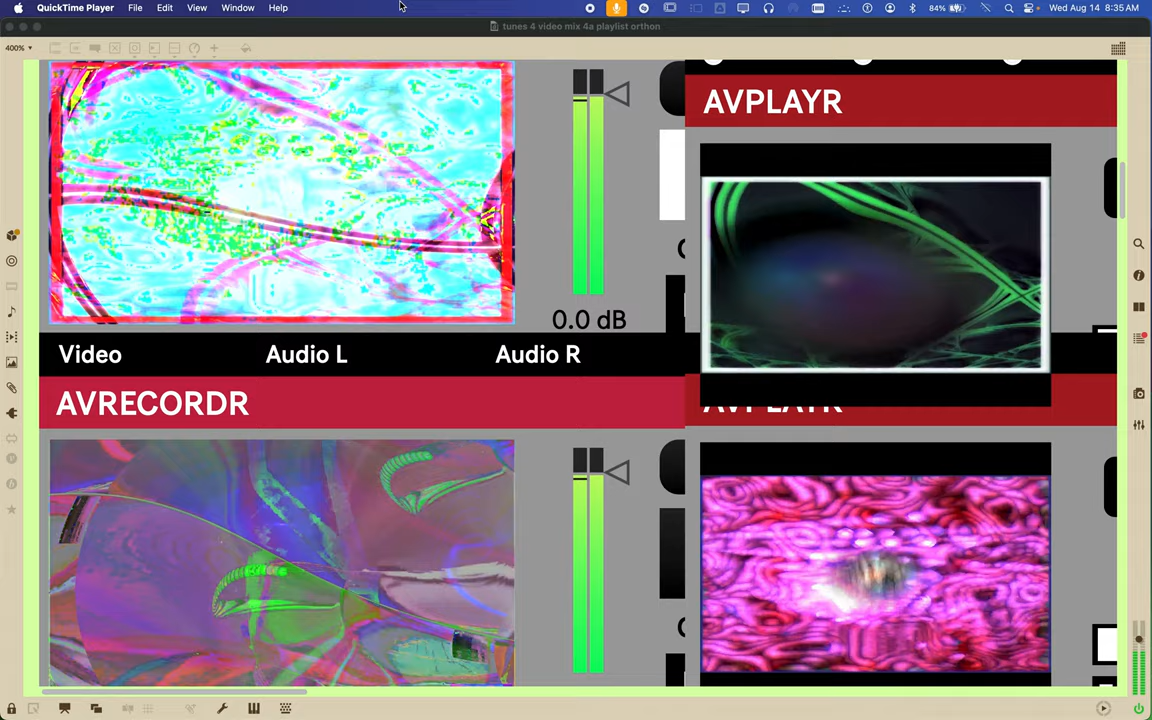 QuickTime Player File Edit View Window Help 84% Wed Aug 14 8:35 AM
tunes 4 video mix 4a playlist orthon
400%
AVPLAYR
0.0 dB
Video Audio L Audio R
AVRECORDR
AVPLAYR